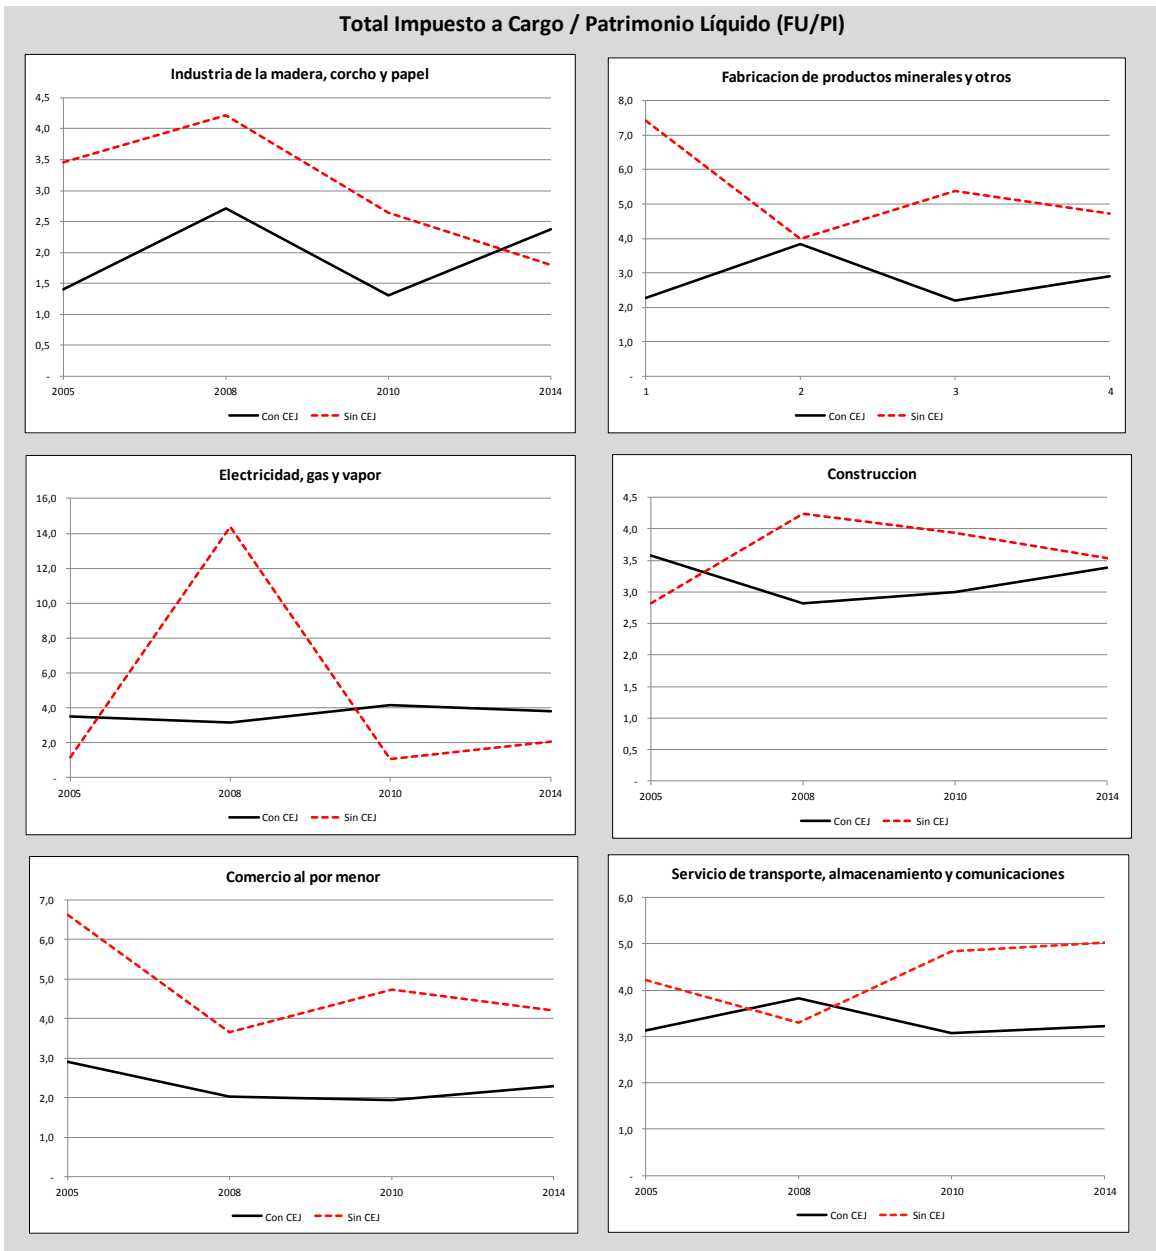 Total Impuesto a Cargo / Patrimonio Líquido (FU/PI)
Industria de la madera, corcho y papel
4,5
4,0
3,5
3,0
2,5
2,0
1,5
1,0
0,5
-
2005 2008 2010 2014
Con CEJ Sin CEJ
Fabricacion de productos minerales y otros
8,0
7,0
6,0
5,0
4,0
3,0
2,0
1,0
-
1 2 3 4
Con CEJ Sin CEJ
Electricidad, gas y vapor
16,0
14,0
12,0
10,0
8,0
6,0
4,0
2,0
-
2005 2008 2010 2014
Con CEJ Sin CEJ
Construccion
4,5
4,0
3,5
3,0
2,5
2,0
1,5
1,0
0,5
-
2005 2008 2010 2014
Con CEJ Sin CEJ
Comercio al por menor
7,0
6,0
5,0
4,0
3,0
2,0
1,0
-
2005 2008 2010 2014
Con CEJ Sin CEJ
Servicio de transporte, almacenamiento y comunicaciones
6,0
5,0
4,0
3,0
2,0
1,0
-
2005 2008 2010 2014
Con CEJ Sin CEJ